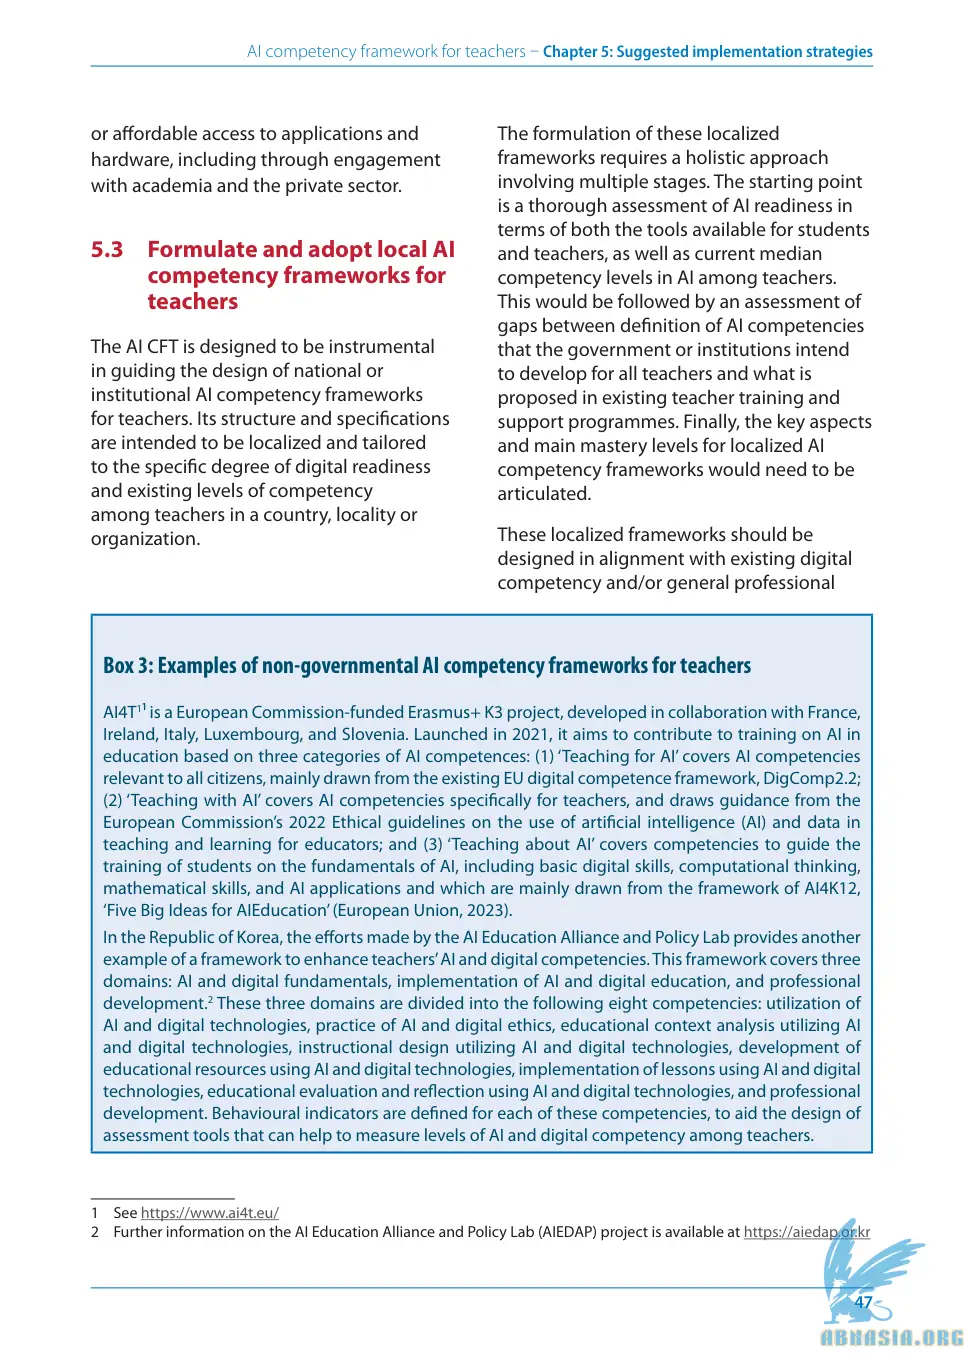 AI competency framework for teachers – Chapter 5: Suggested implementation strategies
or affordable access to applications and
hardware, including through engagement
with academia and the private sector.
5.3 Formulate and adopt local AI
competency frameworks for
teachers
The AI CFT is designed to be instrumental
in guiding the design of national or
institutional AI competency frameworks
for teachers. Its structure and specifications
are intended to be localized and tailored
to the specific degree of digital readiness
and existing levels of competency
among teachers in a country, locality or
organization.
The formulation of these localized
frameworks requires a holistic approach
involving multiple stages. The starting point
is a thorough assessment of AI readiness in
terms of both the tools available for students
and teachers, as well as current median
competency levels in AI among teachers.
This would be followed by an assessment of
gaps between definition of AI competencies
that the government or institutions intend
to develop for all teachers and what is
proposed in existing teacher training and
support programmes. Finally, the key aspects
and main mastery levels for localized AI
competency frameworks would need to be
articulated.
These localized frameworks should be
designed in alignment with existing digital
competency and/or general professional
Box 3: Examples of non-governmental AI competency frameworks for teachers
AI4T¹¹ is a European Commission-funded Erasmus+ K3 project, developed in collaboration with France,
Ireland, Italy, Luxembourg, and Slovenia. Launched in 2021, it aims to contribute to training on AI in
education based on three categories of AI competences: (1) ‘Teaching for AI’ covers AI competencies
relevant to all citizens, mainly drawn from the existing EU digital competence framework, DigComp2.2;
(2) ‘Teaching with AI’ covers AI competencies specifically for teachers, and draws guidance from the
European Commission’s 2022 Ethical guidelines on the use of artificial intelligence (AI) and data in
teaching and learning for educators; and (3) ‘Teaching about AI’ covers competencies to guide the
training of students on the fundamentals of AI, including basic digital skills, computational thinking,
mathematical skills, and AI applications and which are mainly drawn from the framework of AI4K12,
‘Five Big Ideas for AIEducation’ (European Union, 2023).
In the Republic of Korea, the efforts made by the AI Education Alliance and Policy Lab provides another
example of a framework to enhance teachers’ AI and digital competencies. This framework covers three
domains: AI and digital fundamentals, implementation of AI and digital education, and professional
development.² These three domains are divided into the following eight competencies: utilization of
AI and digital technologies, practice of AI and digital ethics, educational context analysis utilizing AI
and digital technologies, instructional design utilizing AI and digital technologies, development of
educational resources using AI and digital technologies, implementation of lessons using AI and digital
technologies, educational evaluation and reflection using AI and digital technologies, and professional
development. Behavioural indicators are defined for each of these competencies, to aid the design of
assessment tools that can help to measure levels of AI and digital competency among teachers.
1 See https://www.ai4t.eu/
2 Further information on the AI Education Alliance and Policy Lab (AIEDAP) project is available at https://aiedap.or.kr
47
ABNASIA.ORG